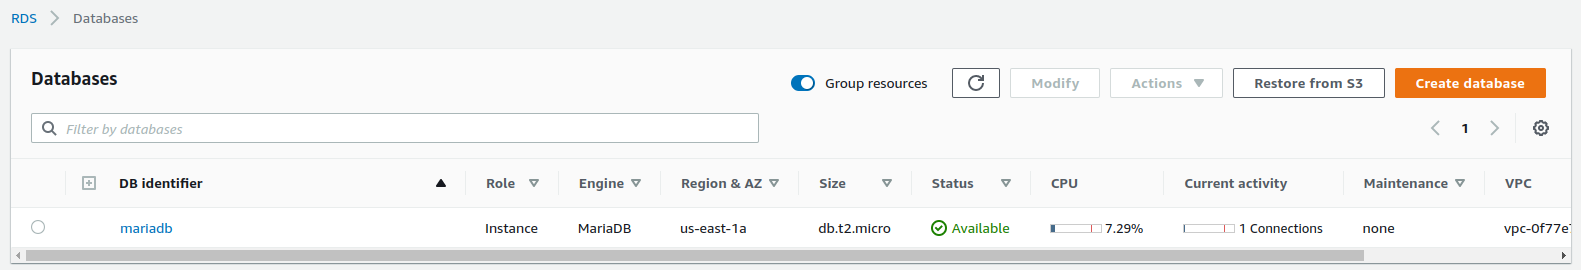 RDS > Databases
Databases
Group resources
Modify
Actions
Restore from S3
Create database
Filter by databases
1
DB identifier Role Engine Region & AZ Size Status CPU Current activity Maintenance VPC
mariadb Instance MariaDB us-east-1a db.t2.micro Available 7.29% 1 Connections none vpc-0f77e